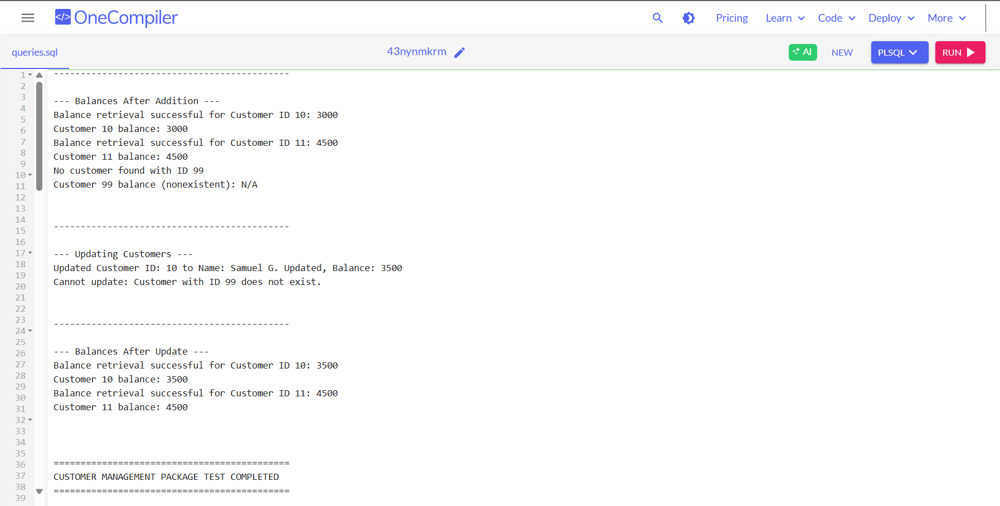 </> OneCompiler
Pricing Learn Code Deploy More
queries.sql
43nynmkrm
AI NEW PLSQL RUN
1
2
3
4
5
6
7
8
9
10
11
12
13
14
15
16
17
18
19
20
21
22
23
24
25
26
27
28
29
30
31
32
33
34
35
36
37
38
39
--------------------------------------------
--- Balances After Addition ---
Balance retrieval successful for Customer ID 10: 3000
Customer 10 balance: 3000
Balance retrieval successful for Customer ID 11: 4500
Customer 11 balance: 4500
No customer found with ID 99
Customer 99 balance (nonexistent): N/A
--------------------------------------------
--- Updating Customers ---
Updated Customer ID: 10 to Name: Samuel G. Updated, Balance: 3500
Cannot update: Customer with ID 99 does not exist.
--------------------------------------------
--- Balances After Update ---
Balance retrieval successful for Customer ID 10: 3500
Customer 10 balance: 3500
Balance retrieval successful for Customer ID 11: 4500
Customer 11 balance: 4500
============================================
CUSTOMER MANAGEMENT PACKAGE TEST COMPLETED
============================================